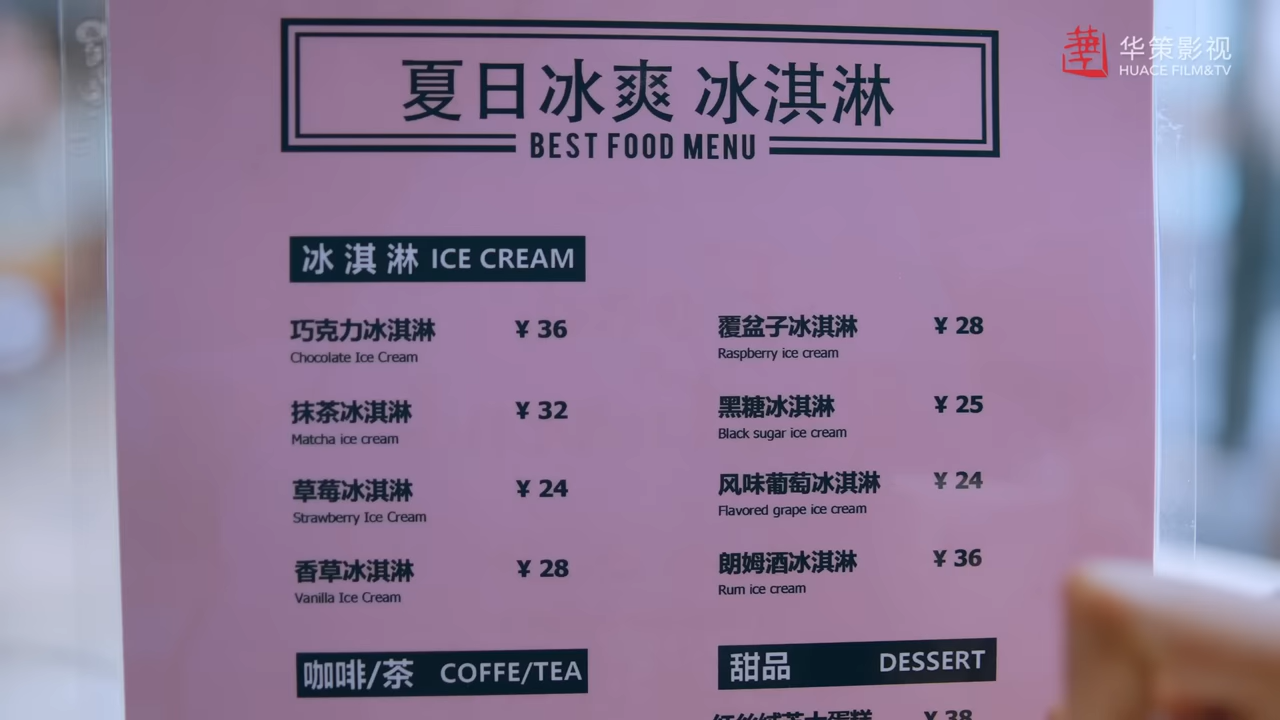 华策影视
HUACE FILM&TV
夏日冰爽 冰淇淋
BEST FOOD MENU
冰淇淋 ICE CREAM
巧克力冰淇淋 ¥ 36
Chocolate Ice Cream
抹茶冰淇淋 ¥ 32
Matcha ice cream
草莓冰淇淋 ¥ 24
Strawberry Ice Cream
香草冰淇淋 ¥ 28
Vanilla Ice Cream
覆盆子冰淇淋 ¥ 28
Raspberry ice cream
黑糖冰淇淋 ¥ 25
Black sugar ice cream
风味葡萄冰淇淋 ¥ 24
Flavored grape ice cream
朗姆酒冰淇淋 ¥ 36
Rum ice cream
咖啡/茶 COFFE/TEA
甜品 DESSERT
¥ 38